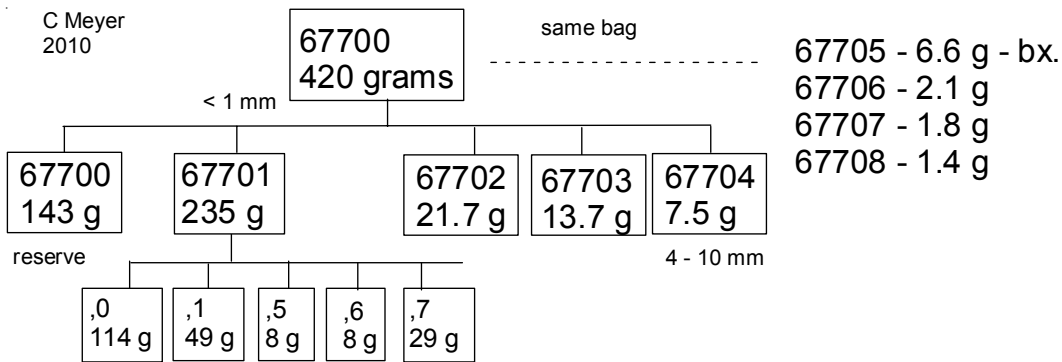 C Meyer
2010
67700
420 grams
same bag
67705 - 6.6 g - bx.
67706 - 2.1 g
67707 - 1.8 g
67708 - 1.4 g
< 1 mm
67700
143 g
67701
235 g
67702
21.7 g
67703
13.7 g
67704
7.5 g
reserve
4 - 10 mm
,0
114 g
,1
49 g
,5
8 g
,6
8 g
,7
29 g